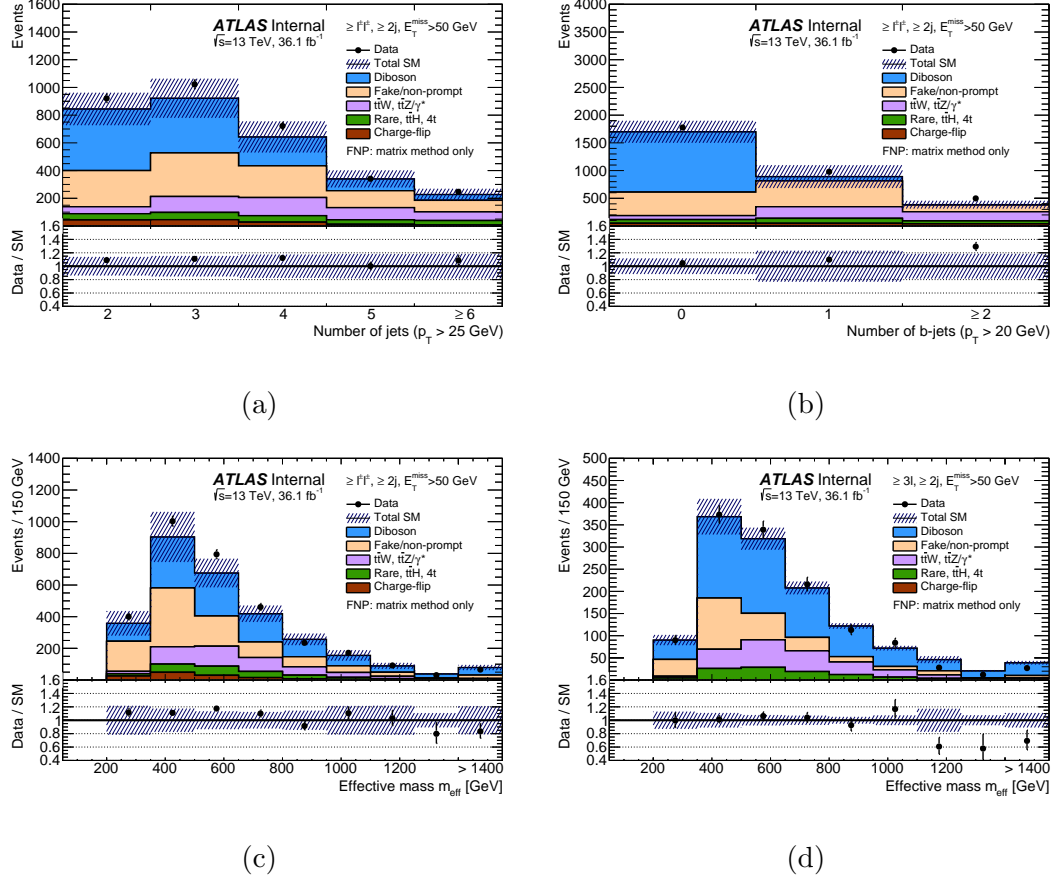 Events
1600
1400
1200
1000
800
600
400
200
ATLAS Internal
√s=13 TeV, 36.1 fb⁻¹
≥ l±l±, ≥ 2j, E_T^miss>50 GeV
Data
Total SM
Diboson
Fake/non-prompt
tt̄W, tt̄Z/γ*
Rare, tt̄H, 4t
Charge-flip
FNP: matrix method only
Data / SM
1.6
1.4
1.2
1
0.8
0.6
0.4
2 3 4 5 ≥ 6
Number of jets (p_T > 25 GeV)
(a)
Events
4000
3500
3000
2500
2000
1500
1000
500
ATLAS Internal
√s=13 TeV, 36.1 fb⁻¹
≥ l±l±, ≥ 2j, E_T^miss>50 GeV
Data
Total SM
Diboson
Fake/non-prompt
tt̄W, tt̄Z/γ*
Rare, tt̄H, 4t
Charge-flip
FNP: matrix method only
Data / SM
1.6
1.4
1.2
1
0.8
0.6
0.4
0 1 ≥ 2
Number of b-jets (p_T > 20 GeV)
(b)
Events / 150 GeV
1400
1200
1000
800
600
400
200
ATLAS Internal
√s=13 TeV, 36.1 fb⁻¹
≥ l±l±, ≥ 2j, E_T^miss>50 GeV
Data
Total SM
Diboson
Fake/non-prompt
tt̄W, tt̄Z/γ*
Rare, tt̄H, 4t
Charge-flip
FNP: matrix method only
Data / SM
1.6
1.4
1.2
1
0.8
0.6
0.4
200 400 600 800 1000 1200 > 1400
Effective mass m_eff [GeV]
(c)
Events / 150 GeV
500
450
400
350
300
250
200
150
100
50
ATLAS Internal
√s=13 TeV, 36.1 fb⁻¹
≥ 3l, ≥ 2j, E_T^miss>50 GeV
Data
Total SM
Diboson
Fake/non-prompt
tt̄W, tt̄Z/γ*
Rare, tt̄H, 4t
Charge-flip
FNP: matrix method only
Data / SM
1.6
1.4
1.2
1
0.8
0.6
0.4
200 400 600 800 1000 1200 > 1400
Effective mass m_eff [GeV]
(d)